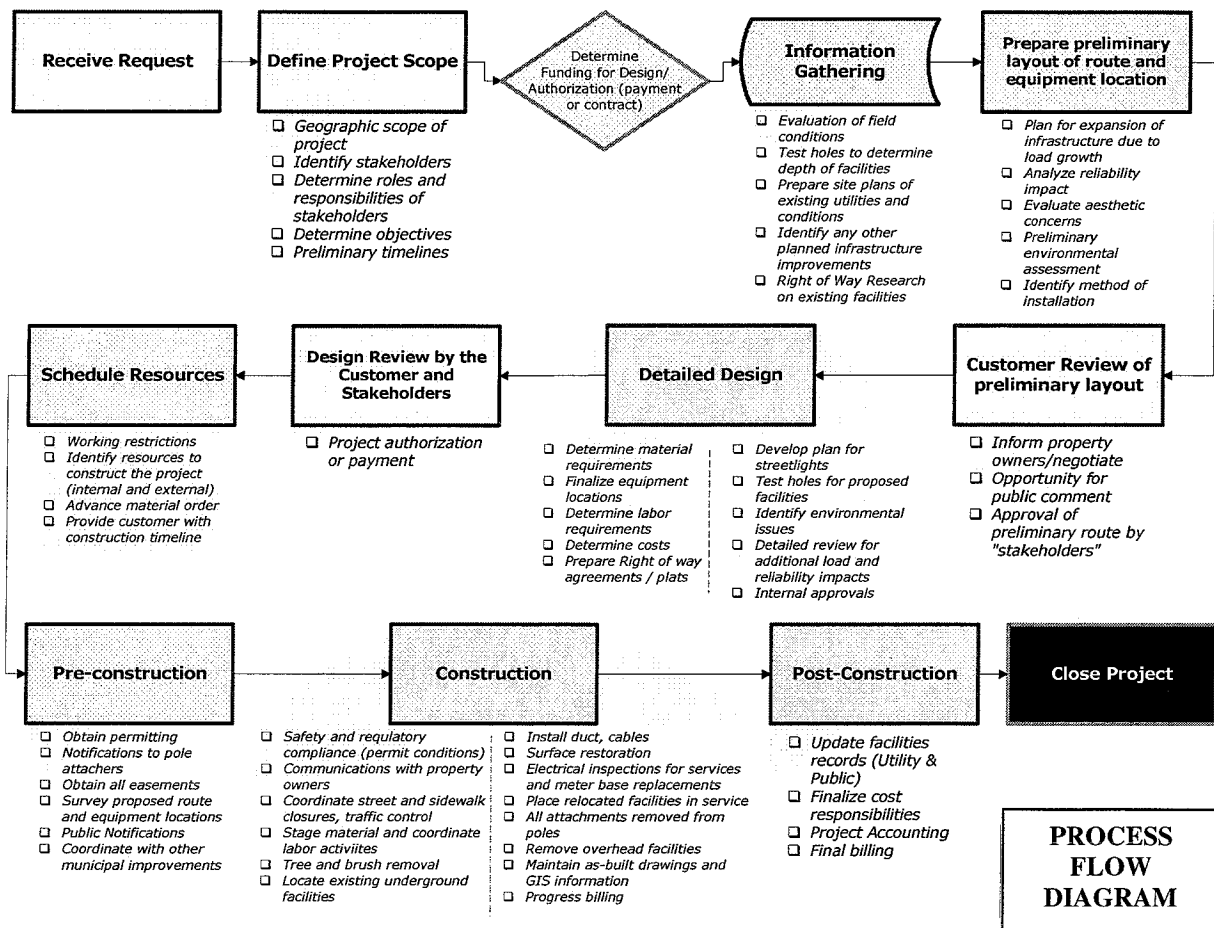 Receive Request
Define Project Scope
❑ Geographic scope of
project
❑ Identify stakeholders
❑ Determine roles and
responsibilities of
stakeholders
❑ Determine objectives
❑ Preliminary timelines
Determine
Funding for Design/
Authorization (payment
or contract)
Information
Gathering
❑ Evaluation of field
conditions
❑ Test holes to determine
depth of facilities
❑ Prepare site plans of
existing utilities and
conditions
❑ Identify any other
planned infrastructure
improvements
❑ Right of Way Research
on existing facilities
Prepare preliminary
layout of route and
equipment location
❑ Plan for expansion of
infrastructure due to
load growth
❑ Analyze reliability
impact
❑ Evaluate aesthetic
concerns
❑ Preliminary
environmental
assessment
❑ Identify method of
installation
Customer Review of
preliminary layout
❑ Inform property
owners/negotiate
❑ Opportunity for
public comment
❑ Approval of
preliminary route by
"stakeholders"
Detailed Design
❑ Determine material
requirements
❑ Finalize equipment
locations
❑ Determine labor
requirements
❑ Determine costs
❑ Prepare Right of way
agreements / plats
❑ Develop plan for
streetlights
❑ Test holes for proposed
facilities
❑ Identify environmental
issues
❑ Detailed review for
additional load and
reliability impacts
❑ Internal approvals
Design Review by the
Customer and
Stakeholders
❑ Project authorization
or payment
Schedule Resources
❑ Working restrictions
❑ Identify resources to
construct the project
(internal and external)
❑ Advance material order
❑ Provide customer with
construction timeline
Pre-construction
❑ Obtain permitting
❑ Notifications to pole
attachers
❑ Obtain all easements
❑ Survey proposed route
and equipment locations
❑ Public Notifications
❑ Coordinate with other
municipal improvements
Construction
❑ Safety and regulatory
compliance (permit conditions)
❑ Communications with property
owners
❑ Coordinate street and sidewalk
closures, traffic control
❑ Stage material and coordinate
labor activiites
❑ Tree and brush removal
❑ Locate existing underground
facilities
❑ Install duct, cables
❑ Surface restoration
❑ Electrical inspections for services
and meter base replacements
❑ Place relocated facilities in service
❑ All attachments removed from
poles
❑ Remove overhead facilities
❑ Maintain as-built drawings and
GIS information
❑ Progress billing
Post-Construction
❑ Update facilities
records (Utility &
Public)
❑ Finalize cost
responsibilities
❑ Project Accounting
❑ Final billing
Close Project
PROCESS
FLOW
DIAGRAM